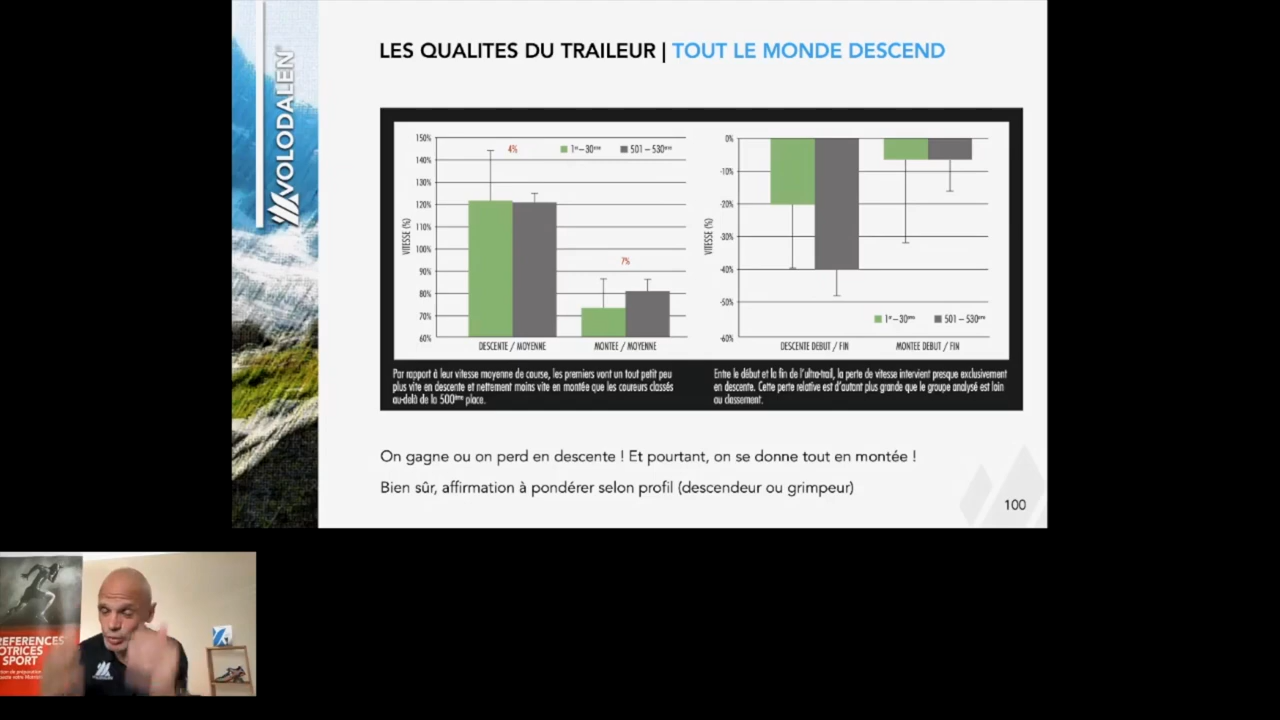 VOLODALEN
LES QUALITES DU TRAILEUR | TOUT LE MONDE DESCEND
150%
140%
130%
120%
110%
100%
90%
80%
70%
60%
VITESSE (%)
4%
1er–30ème
501 – 530ème
7%
DESCENTE / MOYENNE
MONTEE / MOYENNE
0%
-10%
-20%
-30%
-40%
-50%
-60%
VITESSE (%)
1er–30ème
501 – 530ème
DESCENTE DEBUT / FIN
MONTEE DEBUT / FIN
Par rapport à leur vitesse moyenne de course, les premiers vont un tout petit peu
plus vite en descente et nettement moins vite en montée que les coureurs classés
au-delà de la 500ème place.
Entre le début et la fin de l'ultra-trail, la perte de vitesse intervient presque exclusivement
en descente. Cette perte relative est d'autant plus grande que le groupe analysé est loin
au classement.
On gagne ou on perd en descente ! Et pourtant, on se donne tout en montée !
Bien sûr, affirmation à pondérer selon profil (descendeur ou grimpeur)
100
REFERENCES
OTRICES
SPORT